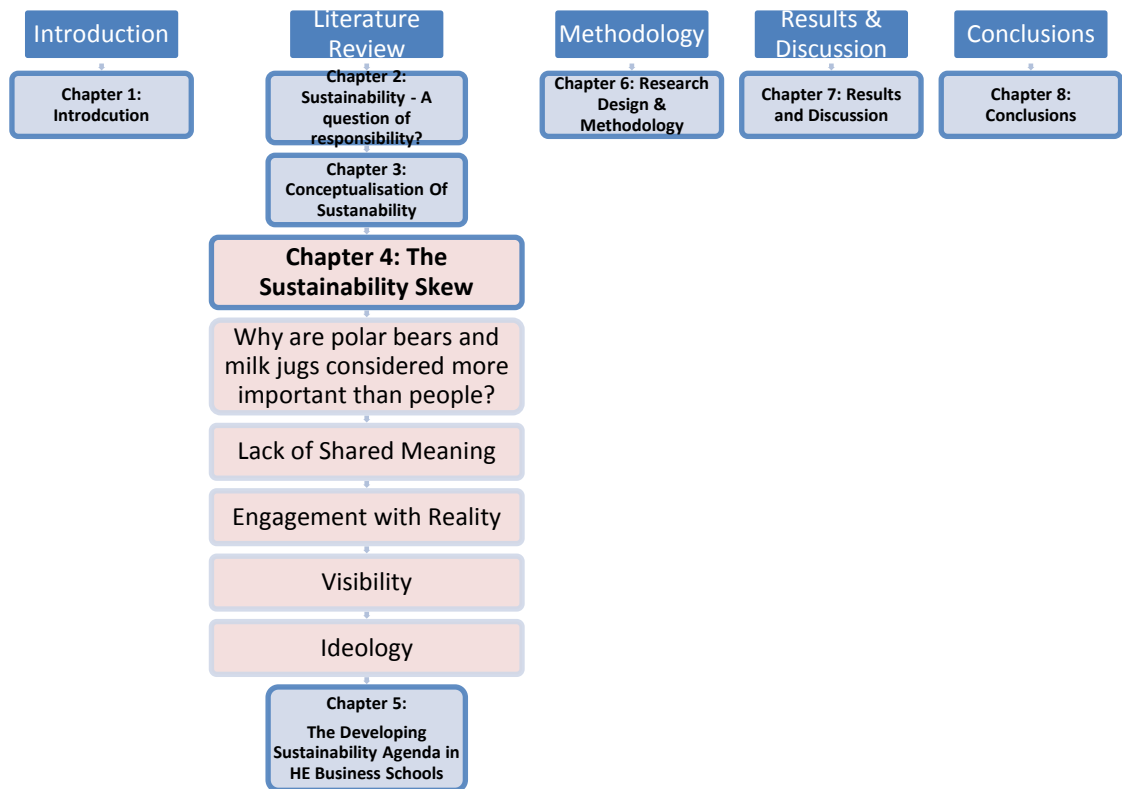 Introduction
Chapter 1:
Introdcution
Literature
Review
Chapter 2:
Sustainability - A
question of
responsibility?
Chapter 3:
Conceptualisation Of
Sustanability
Chapter 4: The
Sustainability Skew
Why are polar bears and
milk jugs considered more
important than people?
Lack of Shared Meaning
Engagement with Reality
Visibility
Ideology
Chapter 5:
The Developing
Sustainability Agenda in
HE Business Schools
Methodology
Chapter 6: Research
Design &
Methodology
Results &
Discussion
Chapter 7: Results
and Discussion
Conclusions
Chapter 8:
Conclusions